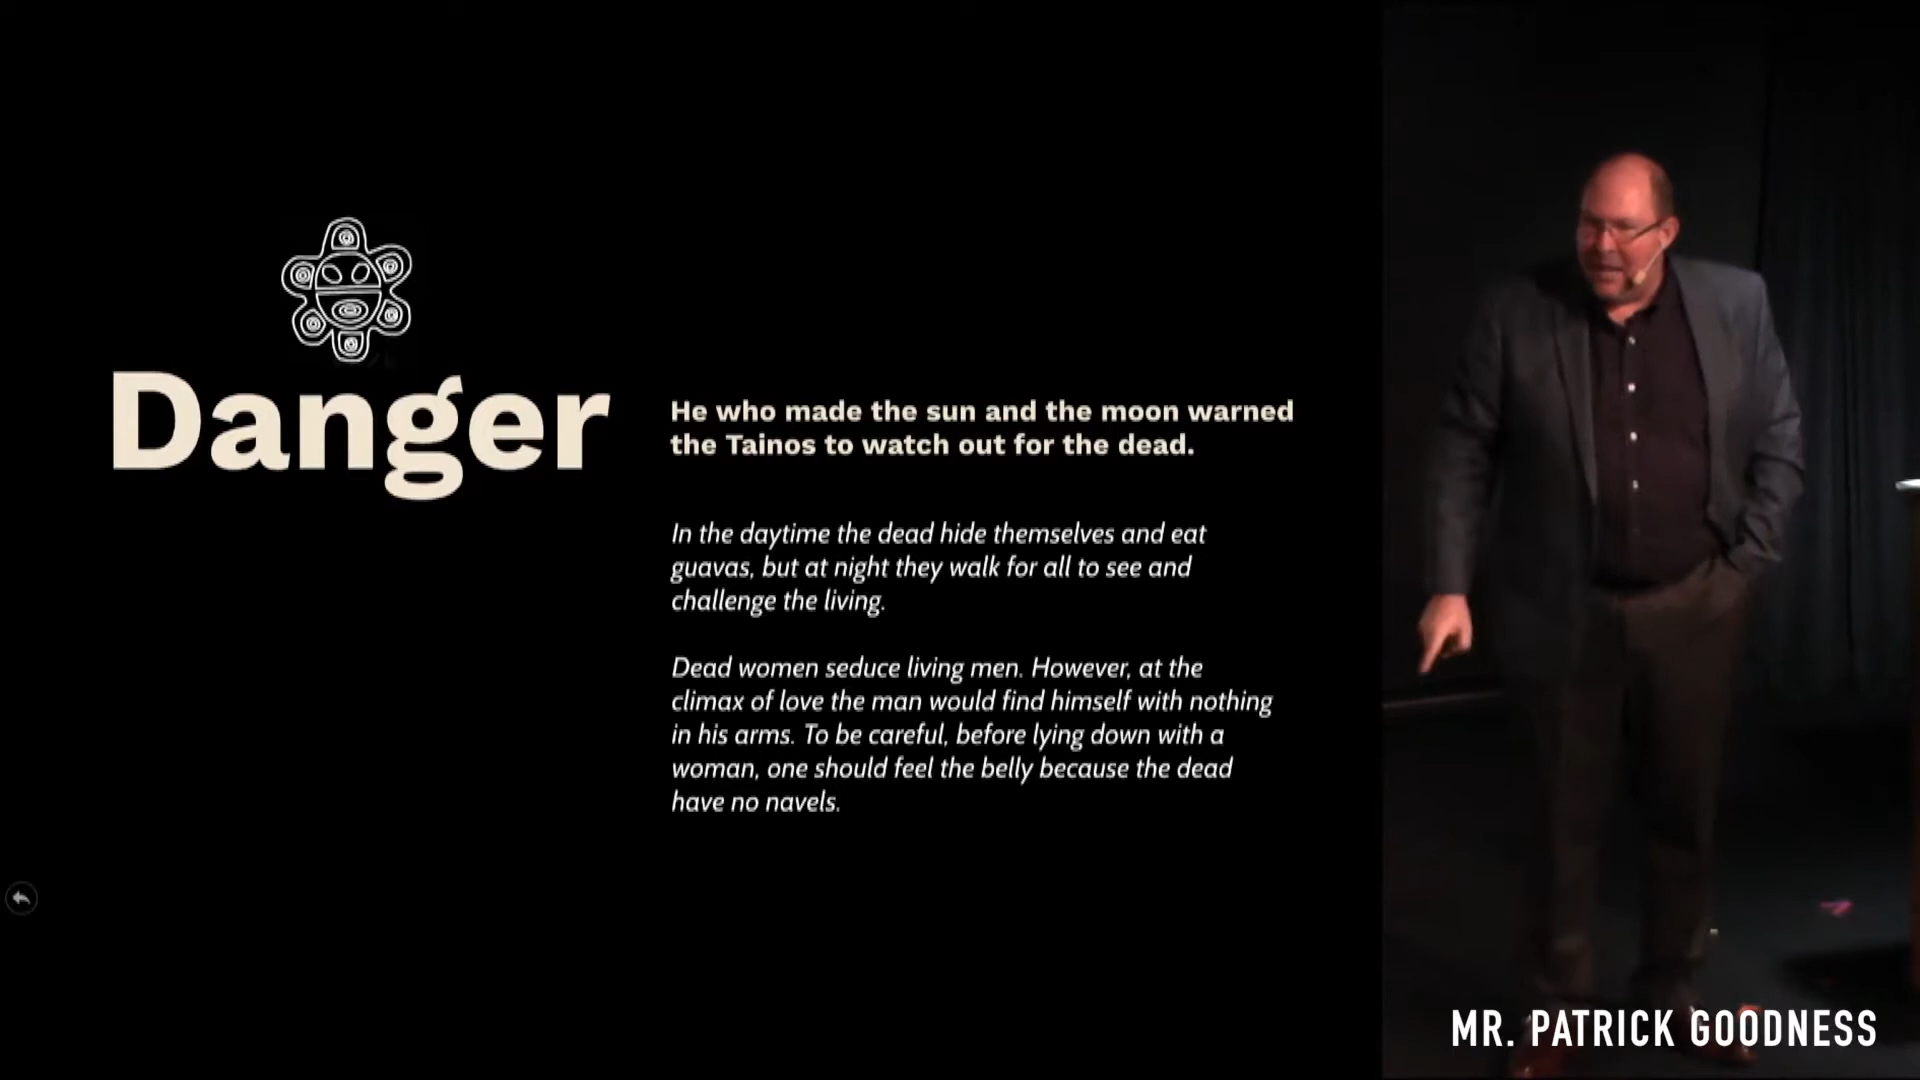 Danger
He who made the sun and the moon warned
the Tainos to watch out for the dead.
In the daytime the dead hide themselves and eat
guavas, but at night they walk for all to see and
challenge the living.
Dead women seduce living men. However, at the
climax of love the man would find himself with nothing
in his arms. To be careful, before lying down with a
woman, one should feel the belly because the dead
have no navels.
MR. PATRICK GOODNESS